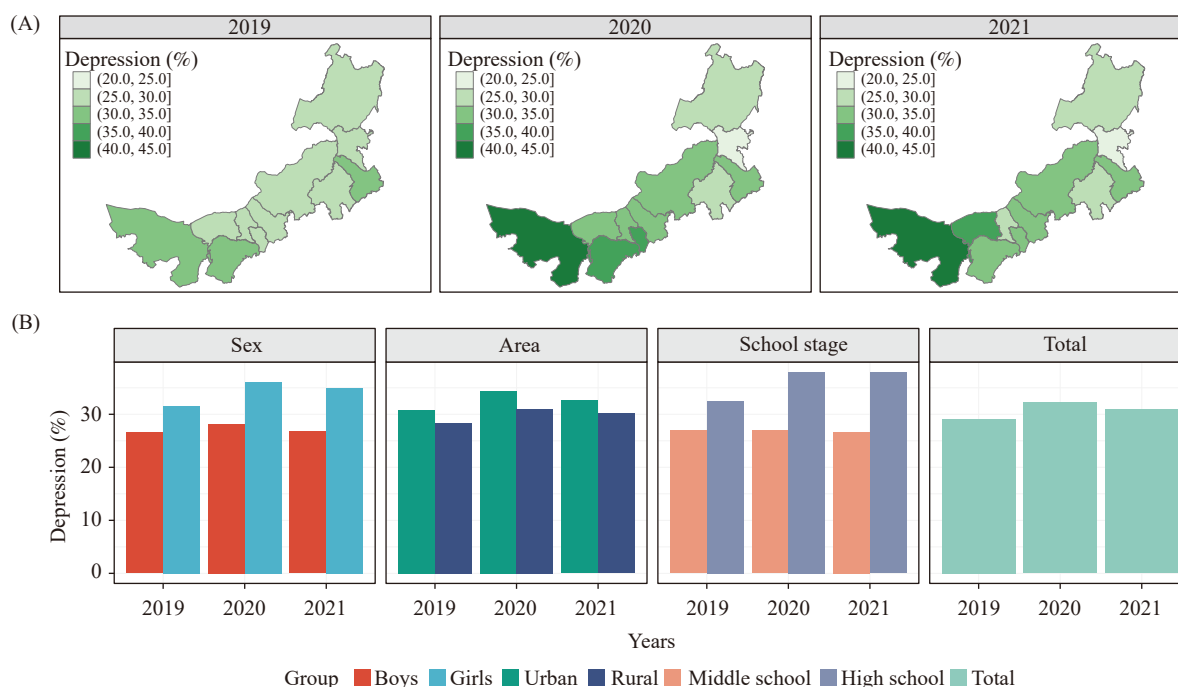 (A)
2019
2020
2021
Depression (%)
(20.0, 25.0]
(25.0, 30.0]
(30.0, 35.0]
(35.0, 40.0]
(40.0, 45.0]
Depression (%)
(20.0, 25.0]
(25.0, 30.0]
(30.0, 35.0]
(35.0, 40.0]
(40.0, 45.0]
Depression (%)
(20.0, 25.0]
(25.0, 30.0]
(30.0, 35.0]
(35.0, 40.0]
(40.0, 45.0]
(B)
Sex
Area
School stage
Total
Depression (%)
30
20
10
0
2019 2020 2021
2019 2020 2021
2019 2020 2021
2019 2020 2021
Years
Group Boys Girls Urban Rural Middle school High school Total